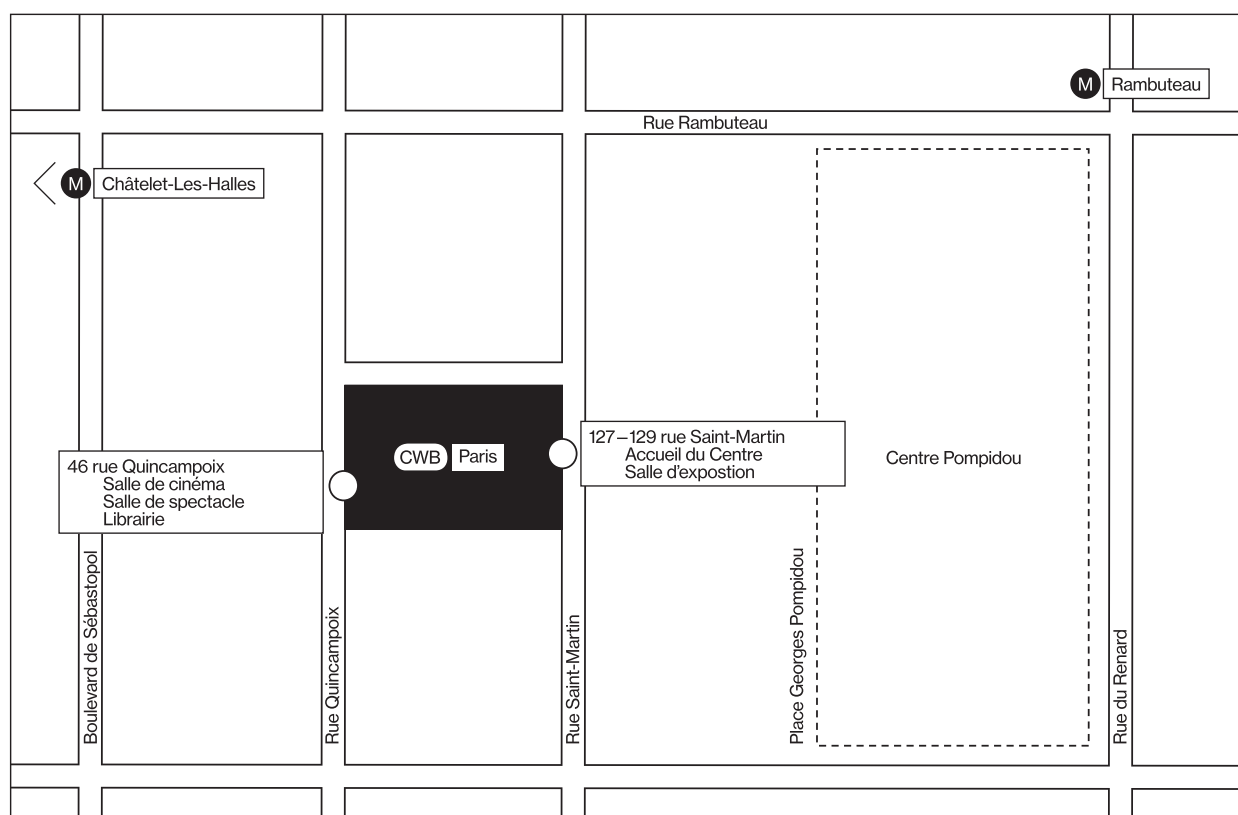 M Rambuteau
Rue Rambuteau
M Châtelet-Les-Halles
127–129 rue Saint-Martin
Accueil du Centre
Salle d'expostion
CWB Paris
Centre Pompidou
46 rue Quincampoix
Salle de cinéma
Salle de spectacle
Librairie
Boulevard de Sébastopol
Rue Quincampoix
Rue Saint-Martin
Place Georges Pompidou
Rue du Renard